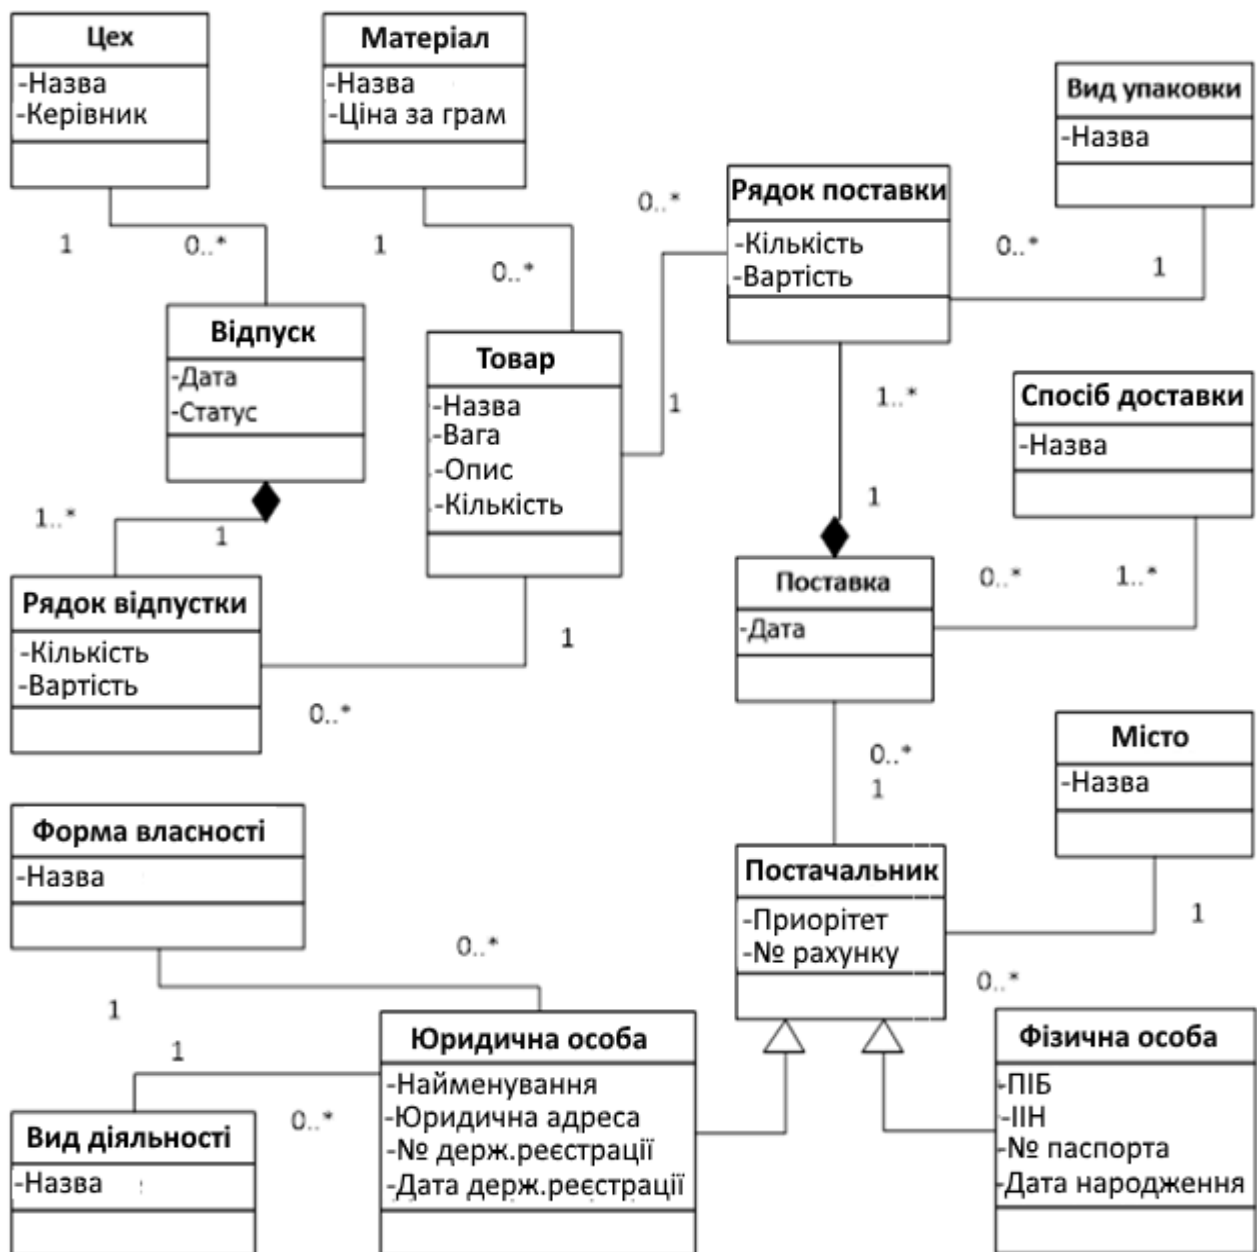 Цех
-Назва
-Керівник
Матеріал
-Назва
-Ціна за грам
Вид упаковки
-Назва
Рядок поставки
-Кількість
-Вартість
0..*
1
0..*
1
0..*
0..*
1
Відпуск
-Дата
-Статус
Товар
-Назва
-Вага
-Опис
-Кількість
1
1..*
Спосіб доставки
-Назва
1..*
1
1
Рядок відпустки
-Кількість
-Вартість
1
0..*
Поставка
-Дата
0..*
1..*
0..*
1
Місто
-Назва
Форма власності
-Назва
Постачальник
-Приорітет
-№ рахунку
1
0..*
0..*
1
1
0..*
Юридична особа
-Найменування
-Юридична адреса
-№ держ.реєстрації
-Дата держ.реєстрації
Фізична особа
-ПІБ
-ІІН
-№ паспорта
-Дата народження
Вид діяльності
-Назва